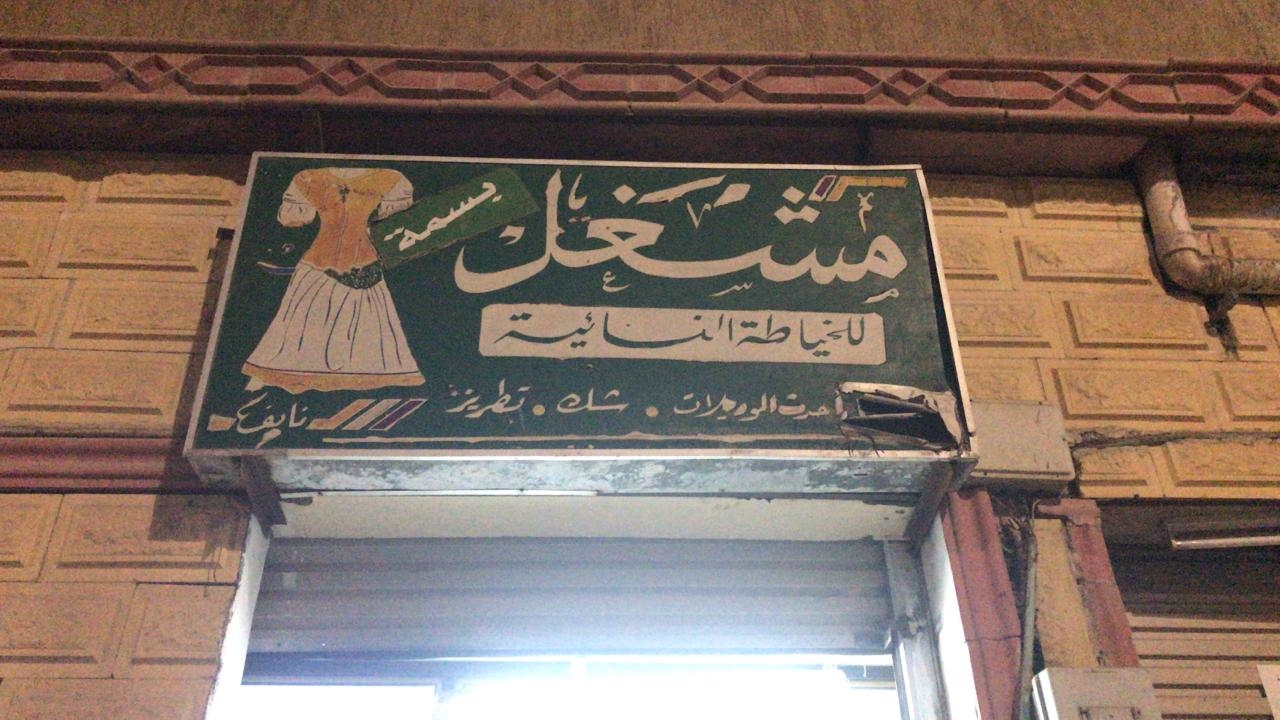 مشغل
بسمة
للخياطة النسائية
أحدث الموديلات • شك • تطريز
نايف